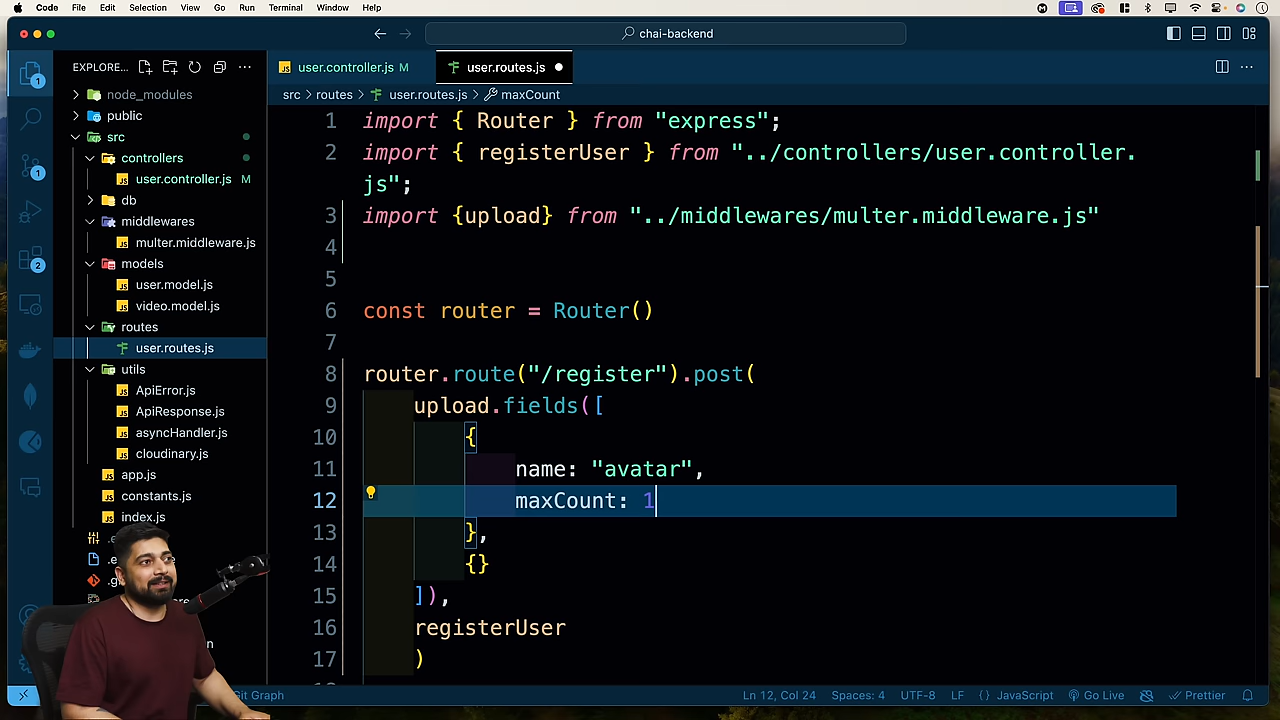 Code File Edit Selection View Go Run Terminal Window Help
chai-backend
EXPLORE...
user.controller.js M
user.routes.js
src > routes > user.routes.js > maxCount
node_modules
public
src
controllers
user.controller.js M
db
middlewares
multer.middleware.js
models
user.model.js
video.model.js
routes
user.routes.js
utils
ApiError.js
ApiResponse.js
asyncHandler.js
cloudinary.js
app.js
constants.js
index.js
1
1
2
1 import { Router } from "express";
2 import { registerUser } from "../controllers/user.controller.
js";
3 import {upload} from "../middlewares/multer.middleware.js"
4
5
6 const router = Router()
7
8 router.route("/register").post(
9 upload.fields([
10 {
11 name: "avatar",
12 maxCount: 1
13 },
14 {}
15 ]),
16 registerUser
17 )
Git Graph
Ln 12, Col 24 Spaces: 4 UTF-8 LF {} JavaScript Go Live Prettier